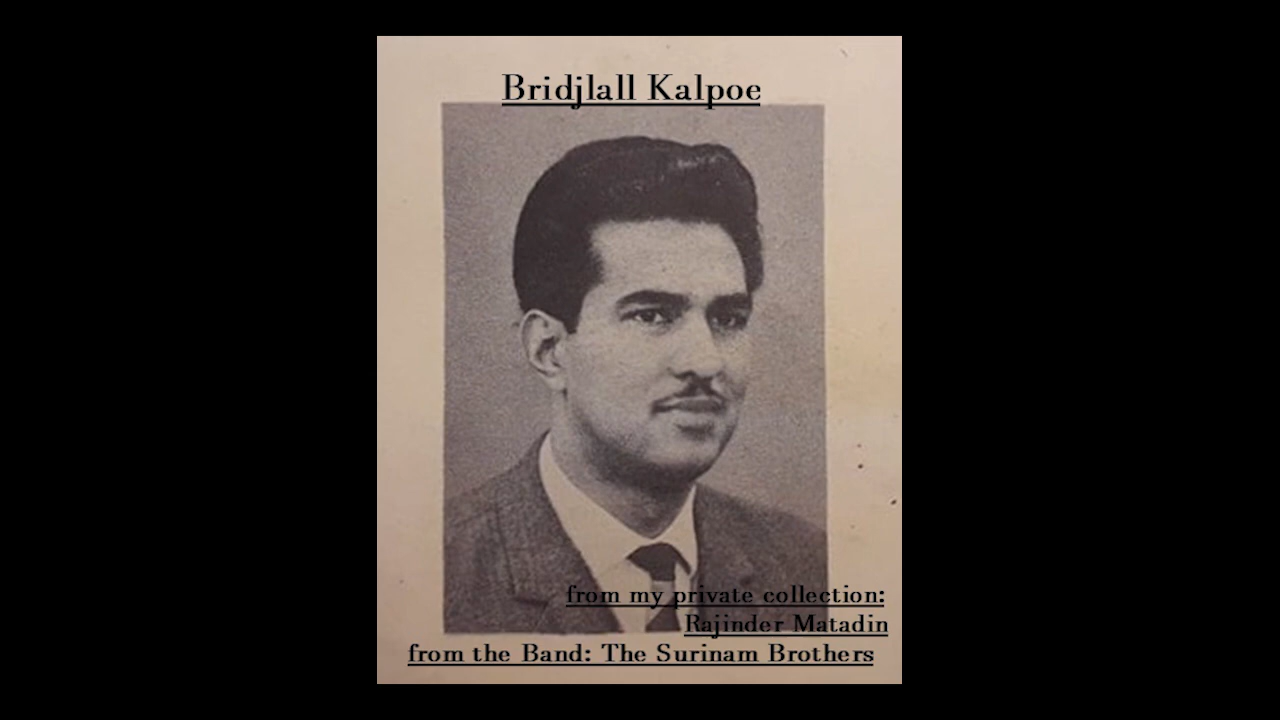 Bridjlall Kalpoe
from my private collection:
Rajinder Matadin
from the Band: The Surinam Brothers